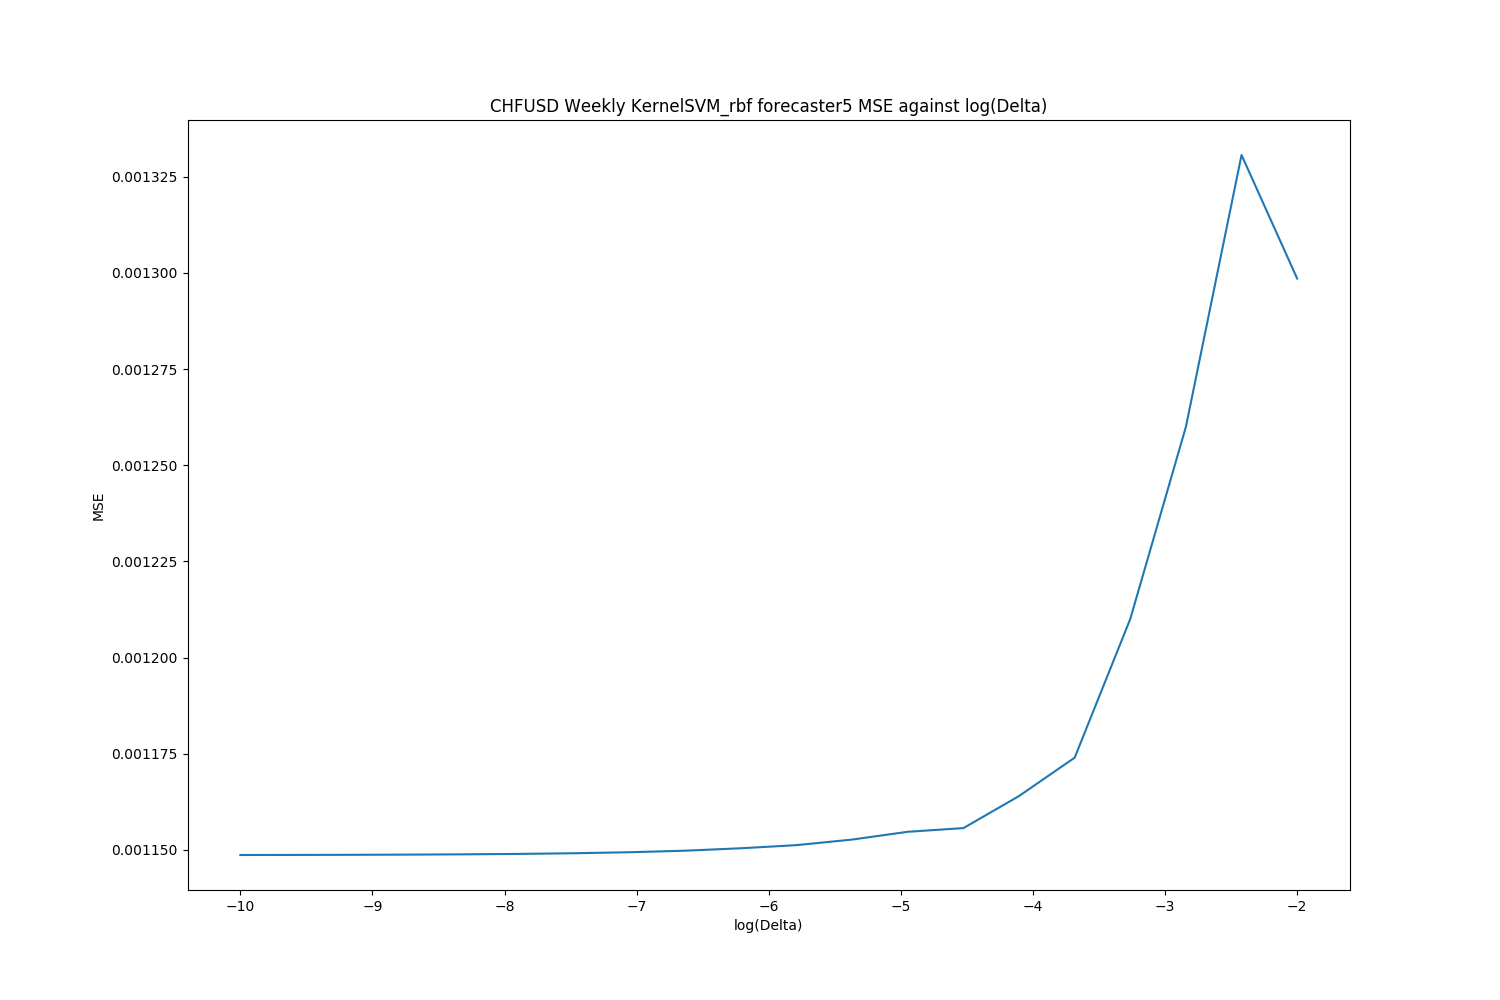 CHFUSD Weekly KernelSVM_rbf forecaster5 MSE against log(Delta)
0.001325
0.001300
0.001275
0.001250
0.001225
0.001200
0.001175
0.001150
MSE
−10 −9 −8 −7 −6 −5 −4 −3 −2
log(Delta)